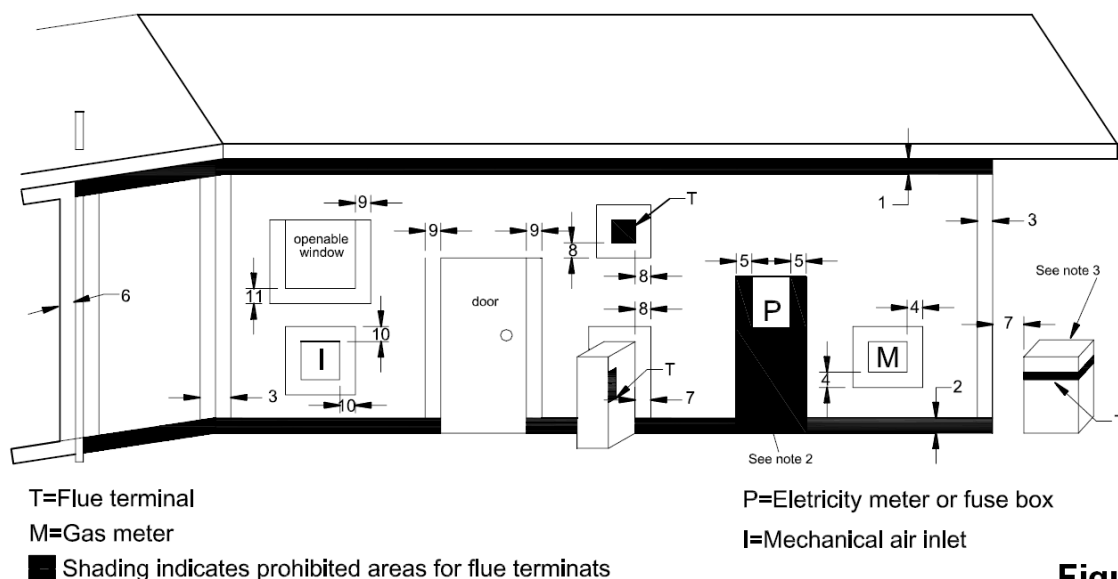 1
3
9
T
openable
window
9
9
8
8
5
5
See note 3
6
11
door
P
4
7
10
8
I
M
T
4
2
3
10
7
T
See note 2
T=Flue terminal
P=Eletricity meter or fuse box
M=Gas meter
I=Mechanical air inlet
Shading indicates prohibited areas for flue terminats